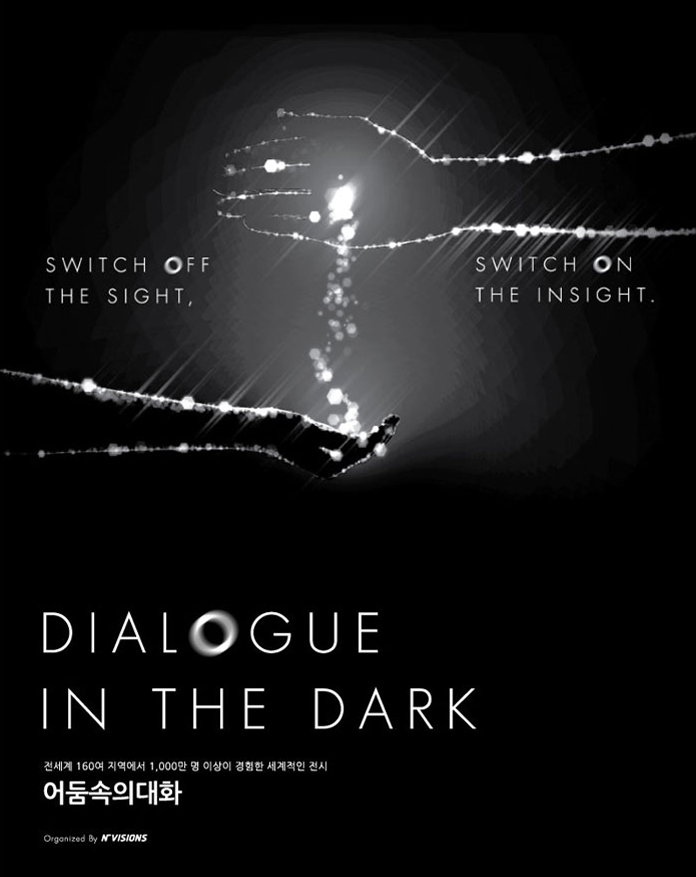 SWITCH OFF
THE SIGHT,
SWITCH ON
THE INSIGHT.
DIALOGUE
IN THE DARK
전세계 160여 지역에서 1,000만 명 이상이 경험한 세계적인 전시
어둠속의대화
Organized By N'VISIONS